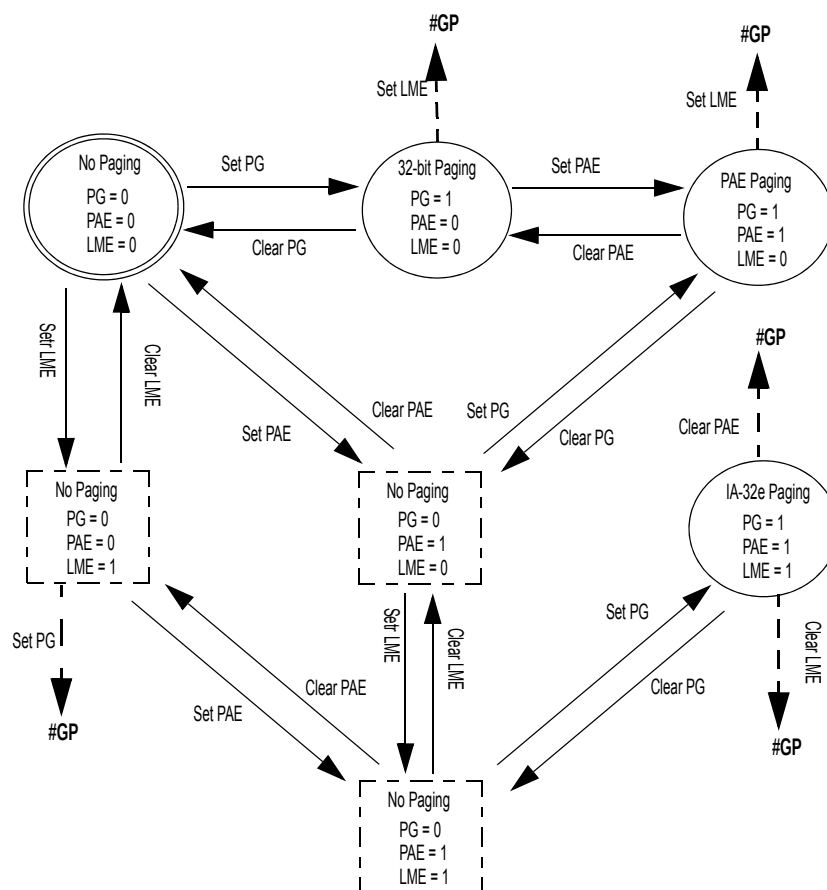 #GP
#GP
Set LME
Set LME
No Paging
PG = 0
PAE = 0
LME = 0
Set PG
Clear PG
32-bit Paging
PG = 1
PAE = 0
LME = 0
Set PAE
Clear PAE
PAE Paging
PG = 1
PAE = 1
LME = 0
Setr LME
Clear LME
Set PAE
Clear PAE
Set PG
Clear PG
#GP
Clear PAE
No Paging
PG = 0
PAE = 0
LME = 1
No Paging
PG = 0
PAE = 1
LME = 0
IA-32e Paging
PG = 1
PAE = 1
LME = 1
Set PG
#GP
Set PAE
Clear PAE
Setr LME
Clear LME
Set PG
Clear PG
Clear LME
#GP
No Paging
PG = 0
PAE = 1
LME = 1